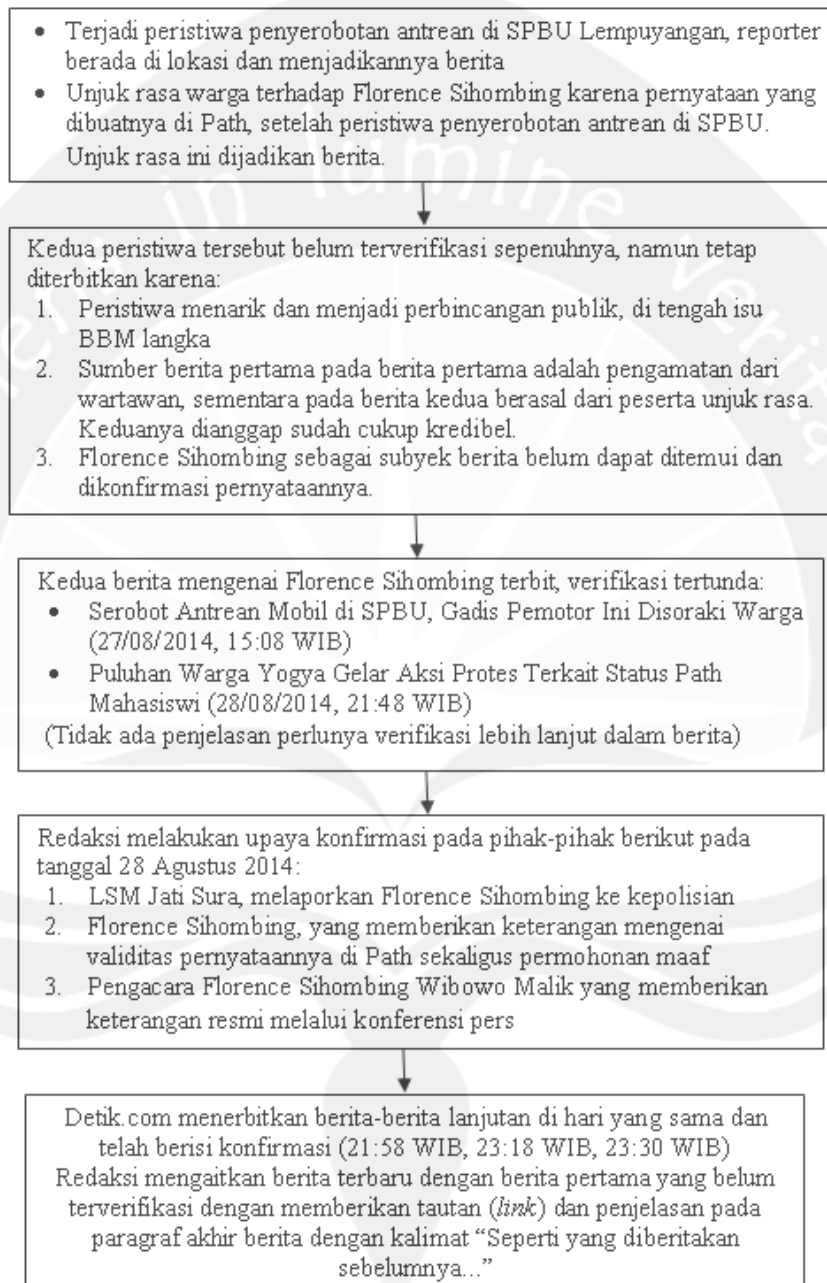 • Terjadi peristiwa penyerobotan antrean di SPBU Lempuyangan, reporter
berada di lokasi dan menjadikannya berita
• Unjuk rasa warga terhadap Florence Sihombing karena pernyataan yang
dibuatnya di Path, setelah peristiwa penyerobotan antrean di SPBU.
Unjuk rasa ini dijadikan berita.
Kedua peristiwa tersebut belum terverifikasi sepenuhnya, namun tetap
diterbitkan karena:
1. Peristiwa menarik dan menjadi perbincangan publik, di tengah isu
BBM langka
2. Sumber berita pertama pada berita pertama adalah pengamatan dari
wartawan, sementara pada berita kedua berasal dari peserta unjuk rasa.
Keduanya dianggap sudah cukup kredibel.
3. Florence Sihombing sebagai subyek berita belum dapat ditemui dan
dikonfirmasi pernyataannya.
Kedua berita mengenai Florence Sihombing terbit, verifikasi tertunda:
• Serobot Antrean Mobil di SPBU, Gadis Pemotor Ini Disoraki Warga
(27/08/2014, 15:08 WIB)
• Puluhan Warga Yogya Gelar Aksi Protes Terkait Status Path
Mahasiswi (28/08/2014, 21:48 WIB)
(Tidak ada penjelasan perlunya verifikasi lebih lanjut dalam berita)
Redaksi melakukan upaya konfirmasi pada pihak-pihak berikut pada
tanggal 28 Agustus 2014:
1. LSM Jati Sura, melaporkan Florence Sihombing ke kepolisian
2. Florence Sihombing, yang memberikan keterangan mengenai
validitas pernyataannya di Path sekaligus permohonan maaf
3. Pengacara Florence Sihombing Wibowo Malik yang memberikan
keterangan resmi melalui konferensi pers
Detik.com menerbitkan berita-berita lanjutan di hari yang sama dan
telah berisi konfirmasi (21:58 WIB, 23:18 WIB, 23:30 WIB)
Redaksi mengaitkan berita terbaru dengan berita pertama yang belum
terverifikasi dengan memberikan tautan (link) dan penjelasan pada
paragraf akhir berita dengan kalimat “Seperti yang diberitakan
sebelumnya...”
in lumine